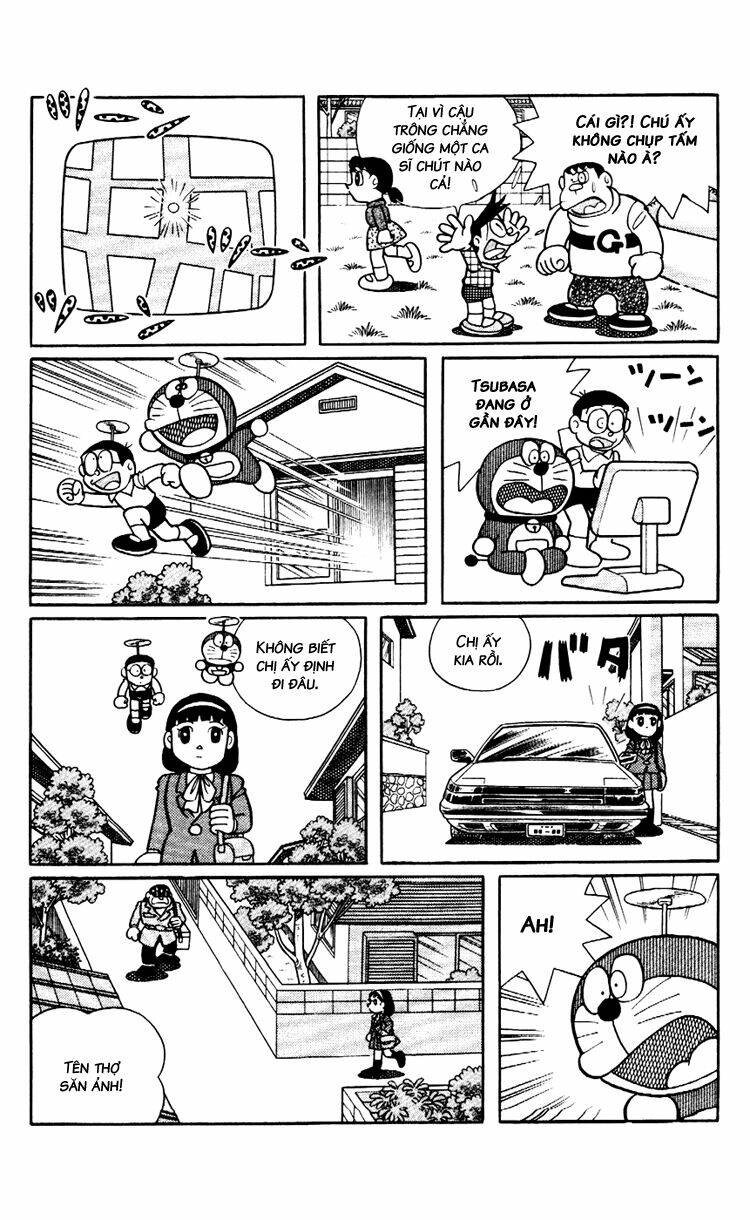 CÁI GÌ?! CHÚ ẤY
KHÔNG CHỤP TẤM
NÀO À?
TẠI VÌ CẬU
TRÔNG CHẲNG
GIỐNG MỘT CA
SĨ CHÚT NÀO
CẢ!
G
TSUBASA
ĐANG Ở
GẦN ĐÂY!
ツーン
ツーン
CHỊ ẤY
KIA RỒI.
バタ
KHÔNG BIẾT
CHỊ ẤY ĐỊNH
ĐI ĐÂU.
AH!
TÊN THỢ
SĂN ẢNH!